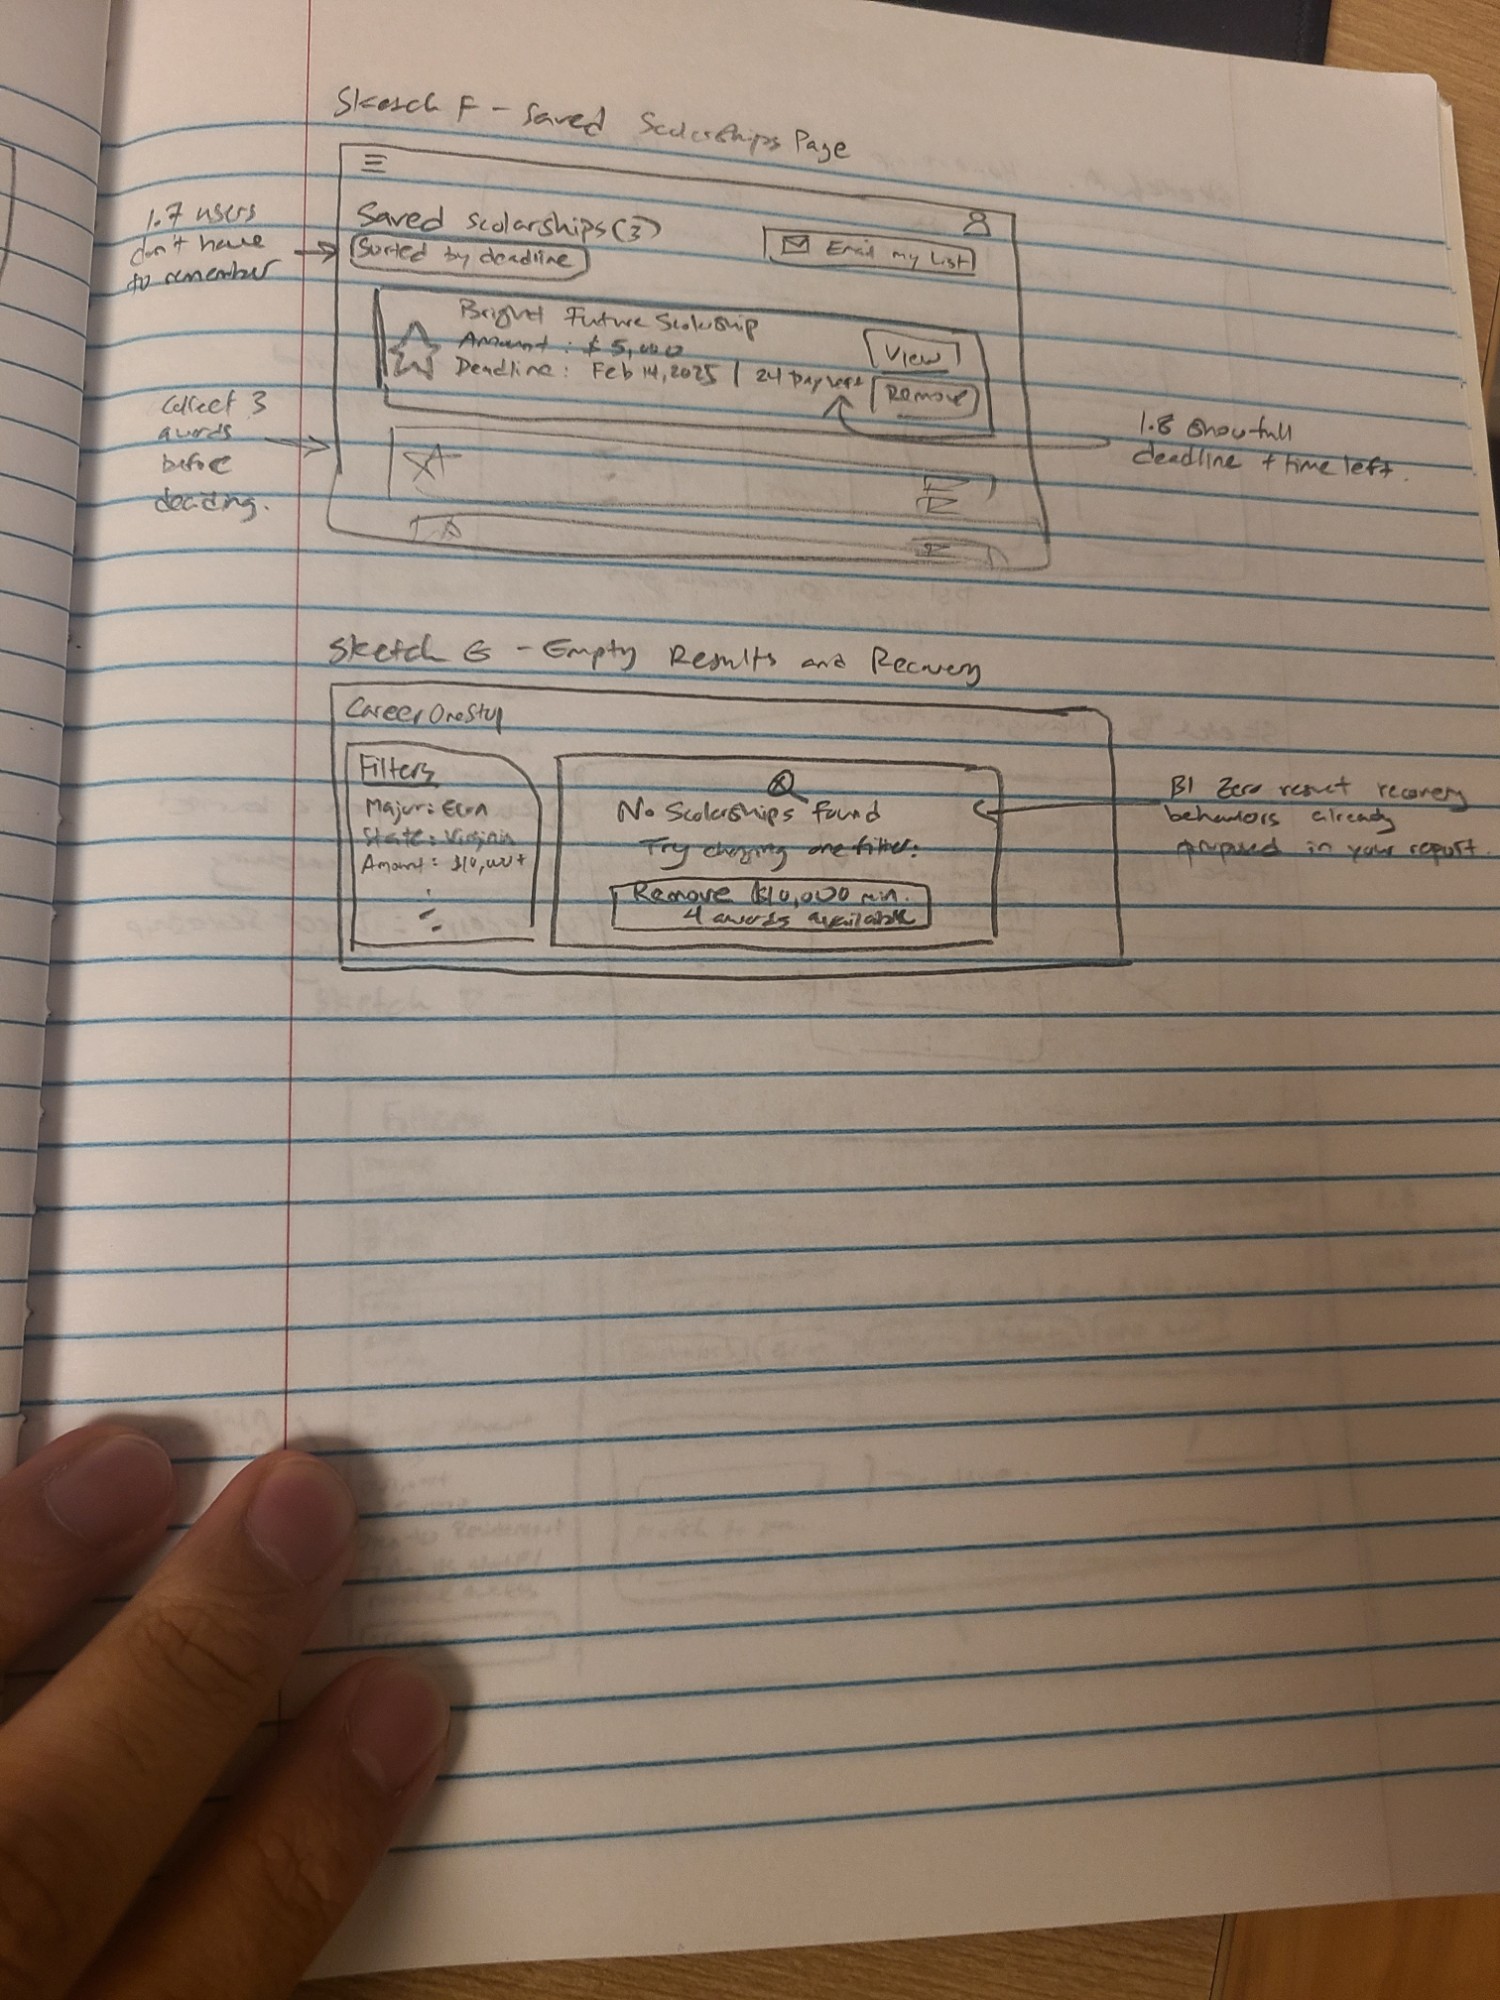 Sketch F - Saved Scolerships Page
1.7 users
don't have
to remember
Saved scolarships (3)
Sorted by deadline
Email my List
Bright Future Scolership
Amount: $5,000
Deadline: Feb 14, 2025 | 24 Days left
View
Remove
collect 3
awards
before
deciding.
1.8 show full
deadline + time left.
Sketch G - Empty Results and Recovery
CareerOneStop
Filters
Major: Econ
State: Virginia
Amount: $10,000+
No Scolerships found
Try changing one filter:
Remove $10,000 min.
4 awards available
B1 Zero result recovery
behaviors already
proposed in your report.